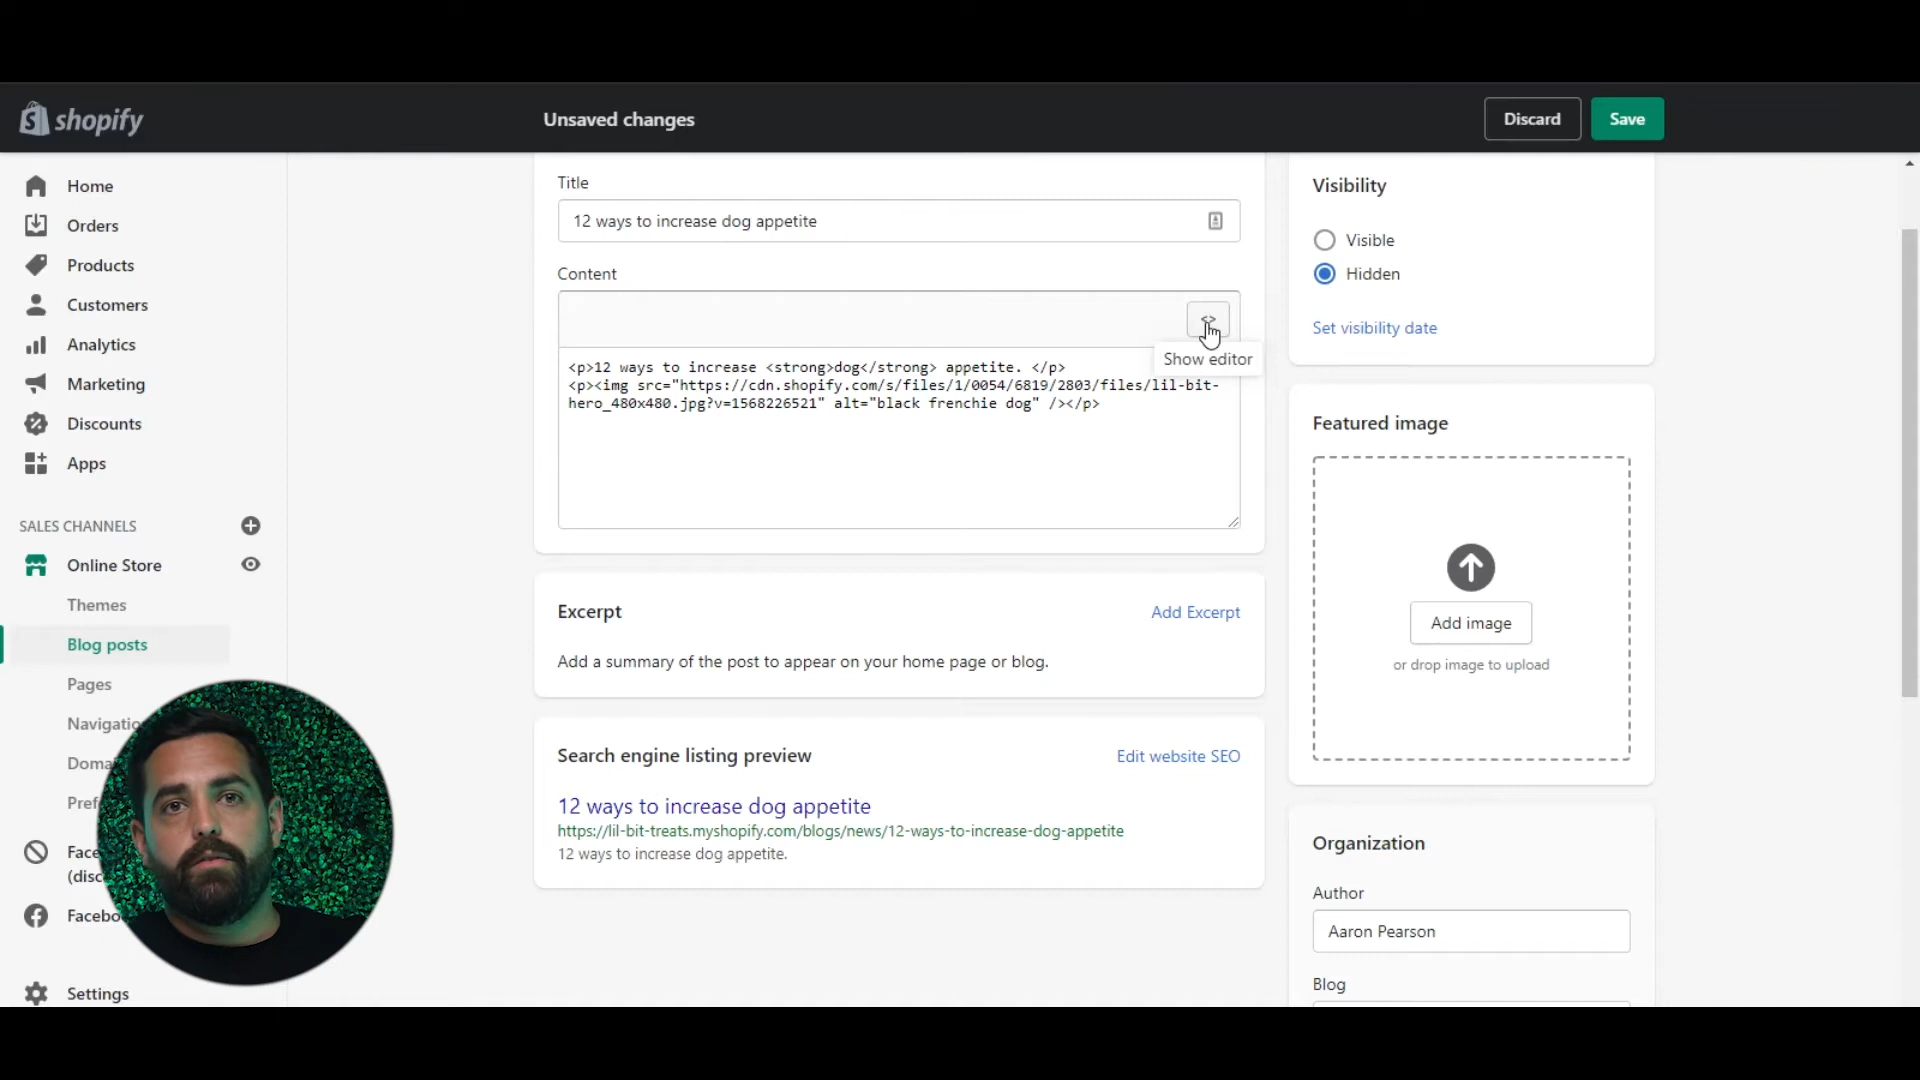 shopify
Unsaved changes
Discard
Save
Home
Orders
Products
Customers
Analytics
Marketing
Discounts
Apps
SALES CHANNELS
Online Store
Themes
Blog posts
Pages
Navigatio
Doma
Pref
Face
(disc
Facebo
Settings
Title
12 ways to increase dog appetite
Content
<>
Show editor
<p>12 ways to increase <strong>dog</strong> appetite. </p>
<p><img src="https://cdn.shopify.com/s/files/1/0054/6819/2803/files/lil-bit-
hero_480x480.jpg?v=1568226521" alt="black frenchie dog" /></p>
Excerpt
Add Excerpt
Add a summary of the post to appear on your home page or blog.
Search engine listing preview
Edit website SEO
12 ways to increase dog appetite
https://lil-bit-treats.myshopify.com/blogs/news/12-ways-to-increase-dog-appetite
12 ways to increase dog appetite.
Visibility
Visible
Hidden
Set visibility date
Featured image
Add image
or drop image to upload
Organization
Author
Aaron Pearson
Blog